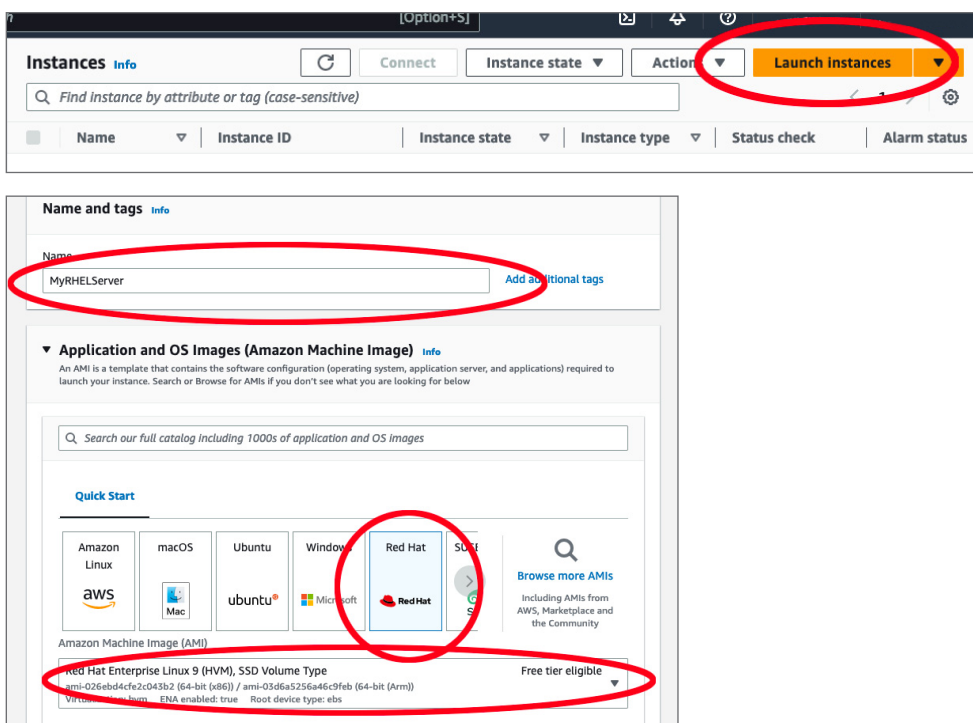 [Option+S]
Instances Info
Connect
Instance state
Actions
Launch instances
Find instance by attribute or tag (case-sensitive)
1
Name
Instance ID
Instance state
Instance type
Status check
Alarm status
Name and tags Info
Name
MyRHELServer
Add additional tags
Application and OS Images (Amazon Machine Image) Info
An AMI is a template that contains the software configuration (operating system, application server, and applications) required to
launch your instance. Search or Browse for AMIs if you don't see what you are looking for below
Search our full catalog including 1000s of application and OS images
Quick Start
Amazon
Linux
aws
macOS
Mac
Ubuntu
ubuntu®
Windows
Microsoft
Red Hat
Red Hat
Browse more AMIs
Including AMIs from
AWS, Marketplace and
the Community
Amazon Machine Image (AMI)
Red Hat Enterprise Linux 9 (HVM), SSD Volume Type
Free tier eligible
ami-026ebd4cfe2c043b2 (64-bit (x86)) / ami-03d6a5256a46c9feb (64-bit (Arm))
Virtualization: hvm ENA enabled: true Root device type: ebs